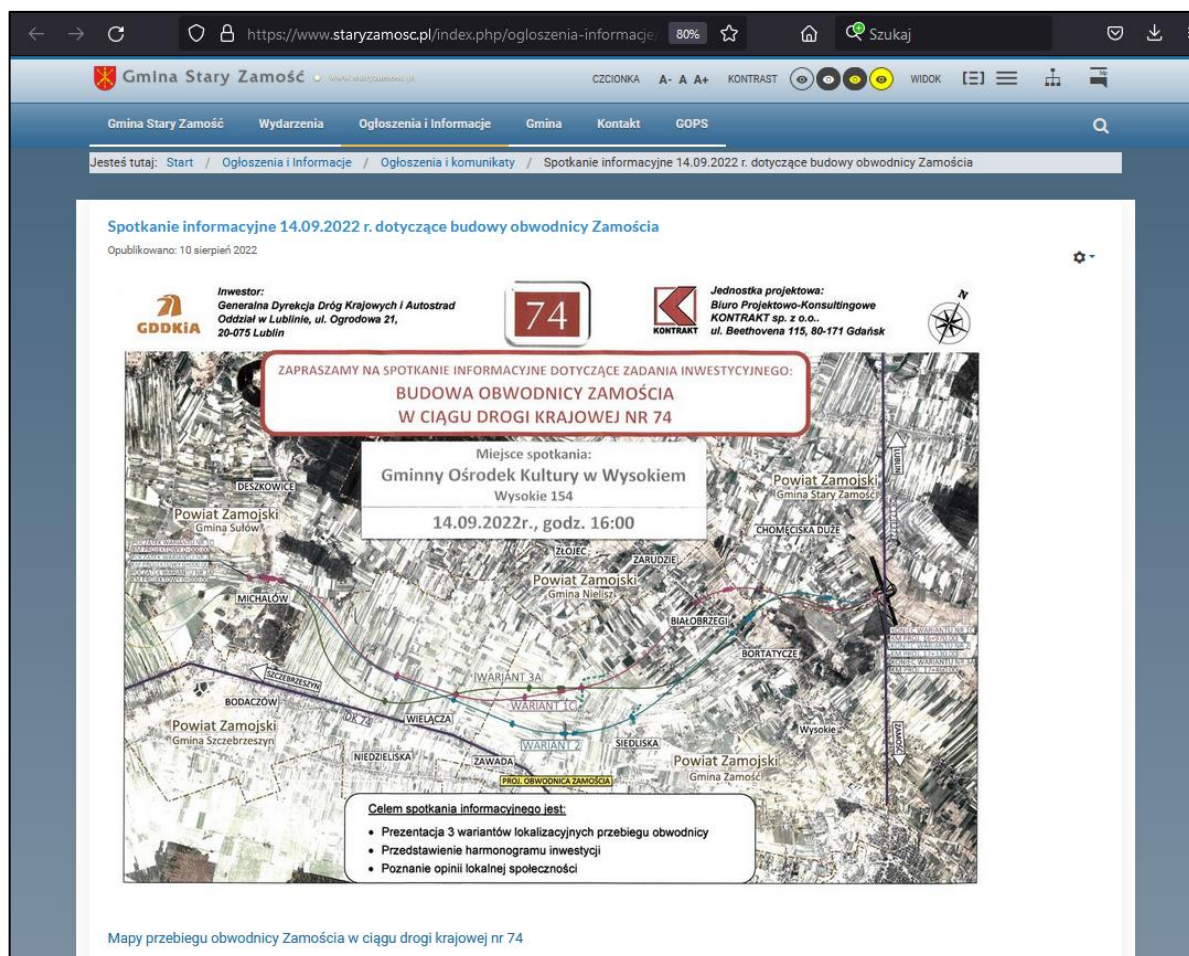 https://www.staryzamosc.pl/index.php/ogloszenia-informacje/
80%
Szukaj
Gmina Stary Zamość
CZCIONKA A- A A+ KONTRAST WIDOK
Gmina Stary Zamość Wydarzenia Ogłoszenia i Informacje Gmina Kontakt GOPS
Jesteś tutaj: Start / Ogłoszenia i Informacje / Ogłoszenia i komunikaty / Spotkanie informacyjne 14.09.2022 r. dotyczące budowy obwodnicy Zamościa
Spotkanie informacyjne 14.09.2022 r. dotyczące budowy obwodnicy Zamościa
Opublikowano: 10 sierpień 2022
GDDKiA
Inwestor:
Generalna Dyrekcja Dróg Krajowych i Autostrad
Oddział w Lublinie, ul. Ogrodowa 21,
20-075 Lublin
74
KONTRAKT
Jednostka projektowa:
Biuro Projektowo-Konsultingowe
KONTRAKT sp. z o.o..
ul. Beethovena 115, 80-171 Gdańsk
N
ZAPRASZAMY NA SPOTKANIE INFORMACYJNE DOTYCZĄCE ZADANIA INWESTYCYJNEGO:
BUDOWA OBWODNICY ZAMOŚCIA
W CIĄGU DROGI KRAJOWEJ NR 74
Miejsce spotkania:
Gminny Ośrodek Kultury w Wysokiem
Wysokie 154
14.09.2022r., godz. 16:00
LUBLIN
DESZKOWICE
Powiat Zamojski
Gmina Sułów
Powiat Zamojski
Gmina Stary Zamość
CHOMĘCISKA DUŻE
ZŁOJEC
ZARUDZIE
Powiat Zamojski
Gmina Nielisz
MICHALÓW
BIAŁOBRZEGI
BORTATYCZE
SZCZEBRZESZYN
WARIANT 3A
WARIANT 1C
BODACZÓW
DK 74
WIELĄCZA
Powiat Zamojski
Gmina Szczebrzeszyn
WARIANT 2
SIEDLISKA
Wysokie
ZAMOŚĆ
NIEDZIELISKA
ZAWADA
Powiat Zamojski
Gmina Zamość
PROJ. OBWODNICA ZAMOŚCIA
Celem spotkania informacyjnego jest:
• Prezentacja 3 wariantów lokalizacyjnych przebiegu obwodnicy
• Przedstawienie harmonogramu inwestycji
• Poznanie opinii lokalnej społeczności
Mapy przebiegu obwodnicy Zamościa w ciągu drogi krajowej nr 74